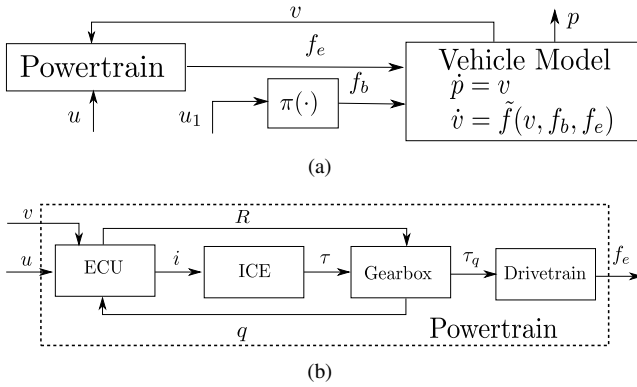 v
p
Powertrain
f_e
Vehicle Model
ṗ = v
v̇ = f̃(v, f_b, f_e)
u
u_1
π(·)
f_b
(a)
v
R
u
ECU
i
ICE
τ
Gearbox
τ_q
Drivetrain
f_e
q
Powertrain
(b)